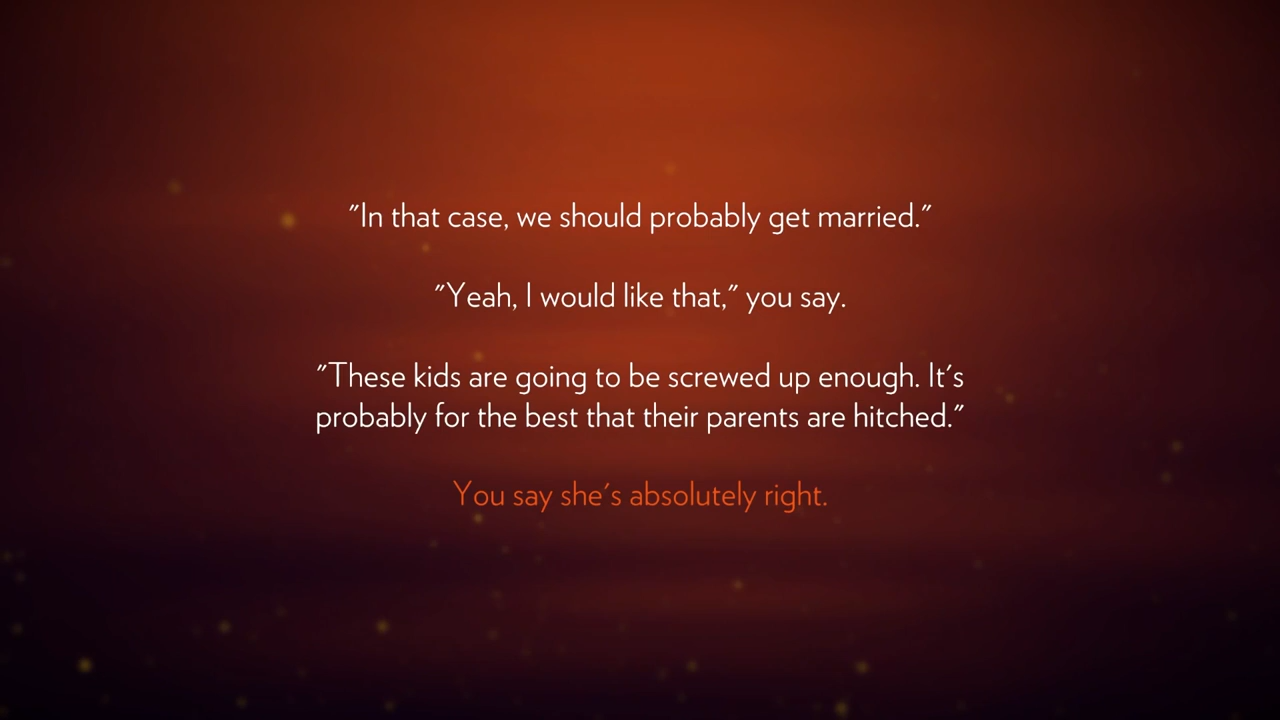 "In that case, we should probably get married."
"Yeah, I would like that," you say.
"These kids are going to be screwed up enough. It's
probably for the best that their parents are hitched."
You say she's absolutely right.